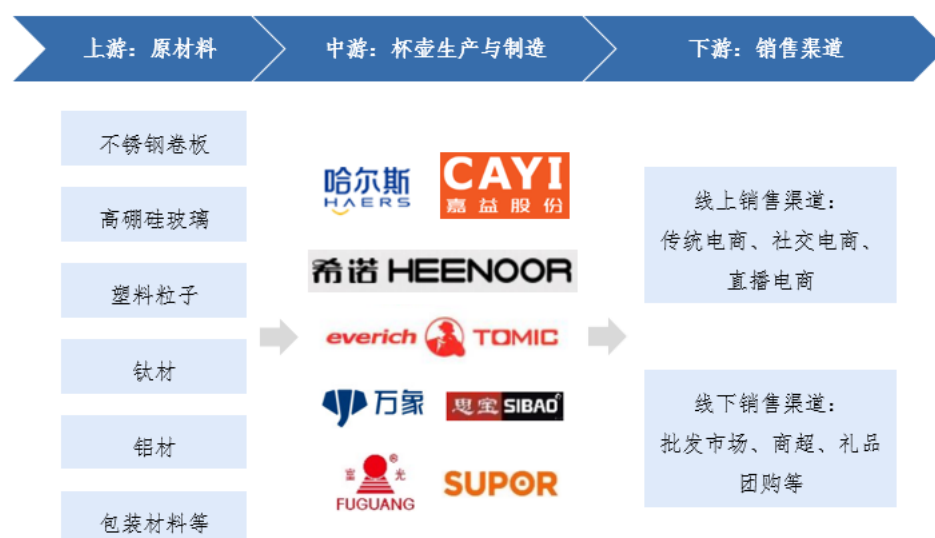 上游：原材料
中游：杯壶生产与制造
下游：销售渠道
不锈钢卷板
高硼硅玻璃
塑料粒子
钛材
铝材
包装材料等
哈尔斯
HAERS
CAYI
嘉益股份
希诺 HEENOOR
everich TOMIC
万象
思宝 SIBAO
富光
FUGUANG
SUPOR
线上销售渠道：
传统电商、社交电商、
直播电商
线下销售渠道：
批发市场、商超、礼品
团购等